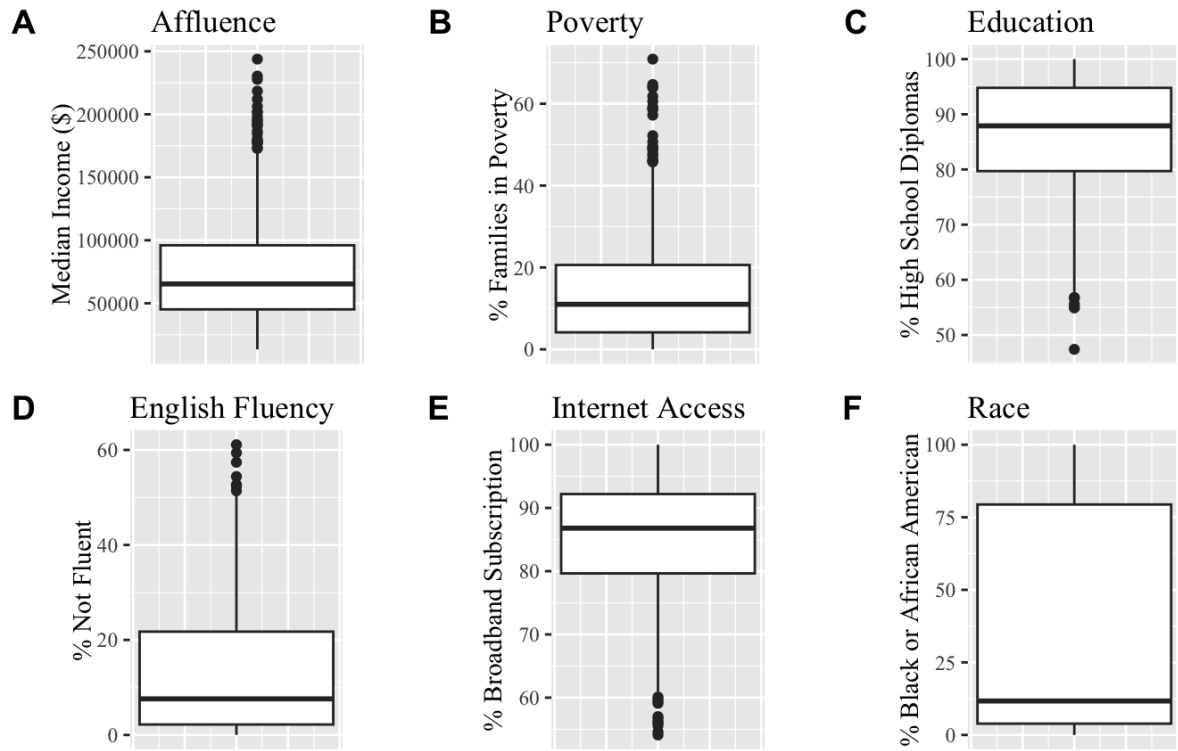 A Affluence
Median Income ($)
250000
200000
150000
100000
50000
B Poverty
% Families in Poverty
60
40
20
0
C Education
% High School Diplomas
100
90
80
70
60
50
D English Fluency
% Not Fluent
60
40
20
0
E Internet Access
% Broadband Subscription
100
90
80
70
60
F Race
% Black or African American
100
75
50
25
0